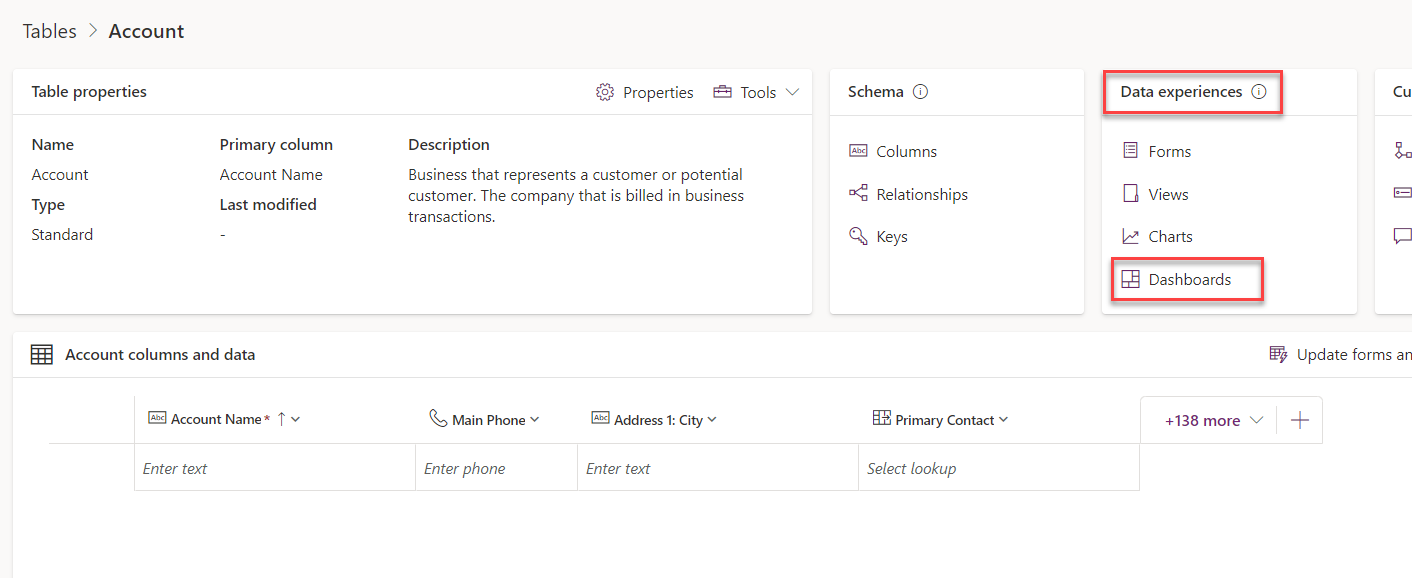 Tables > Account
Table properties
Properties
Tools
Name
Account
Type
Standard
Primary column
Account Name
Last modified
-
Description
Business that represents a customer or potential
customer. The company that is billed in business
transactions.
Schema
Columns
Relationships
Keys
Data experiences
Forms
Views
Charts
Dashboards
Cu
Account columns and data
Update forms an
Abc Account Name* ↑
Main Phone
Abc Address 1: City
Primary Contact
+138 more
Enter text
Enter phone
Enter text
Select lookup